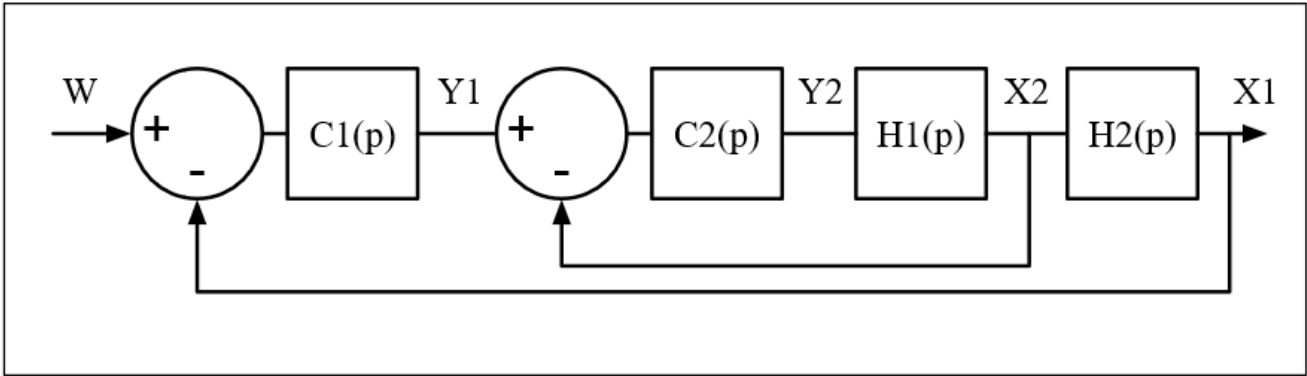 W Y1 Y2 X2 X1
+ C1(p) + C2(p) H1(p) H2(p)
- -